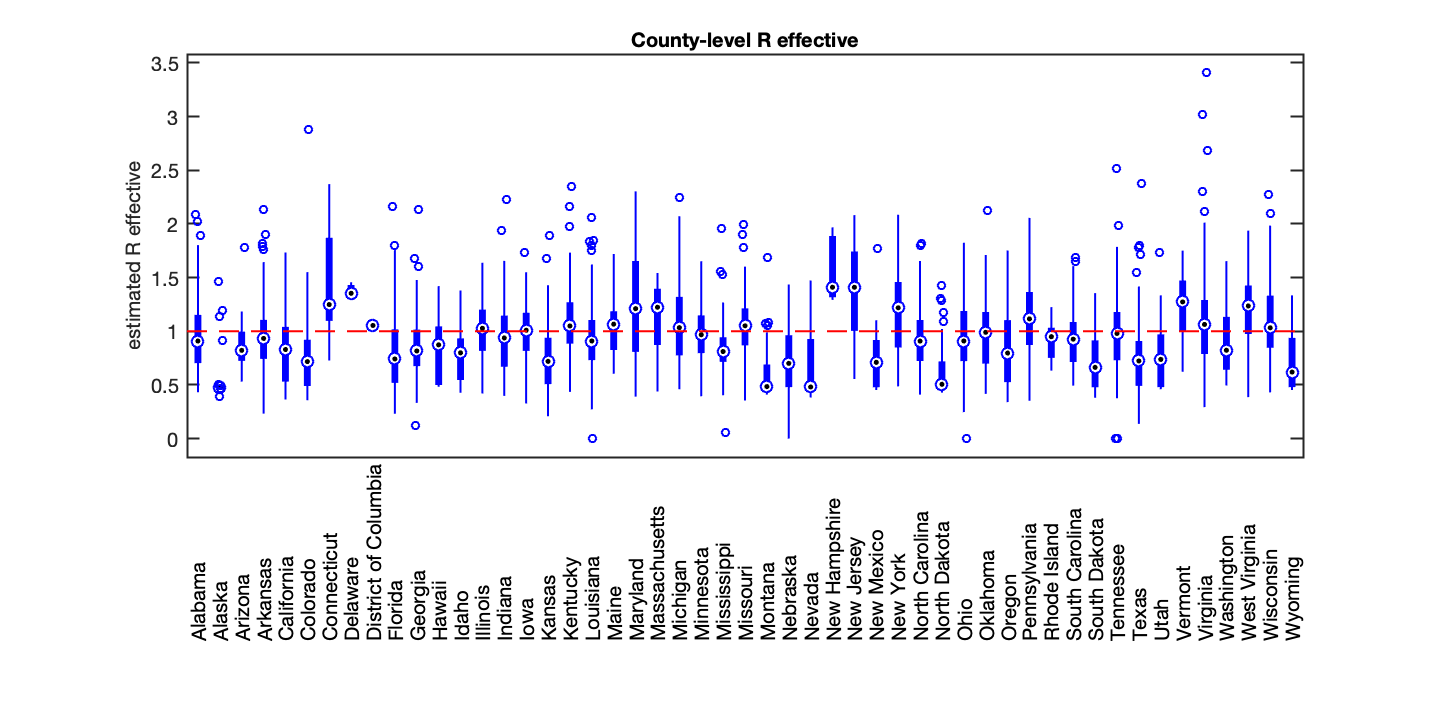 County-level R effective
estimated R effective
3.5
3
2.5
2
1.5
1
0.5
0
Alabama
Alaska
Arizona
Arkansas
California
Colorado
Connecticut
Delaware
District of Columbia
Florida
Georgia
Hawaii
Idaho
Illinois
Indiana
Iowa
Kansas
Kentucky
Louisiana
Maine
Maryland
Massachusetts
Michigan
Minnesota
Mississippi
Missouri
Montana
Nebraska
Nevada
New Hampshire
New Jersey
New Mexico
New York
North Carolina
North Dakota
Ohio
Oklahoma
Oregon
Pennsylvania
Rhode Island
South Carolina
South Dakota
Tennessee
Texas
Utah
Vermont
Virginia
Washington
West Virginia
Wisconsin
Wyoming